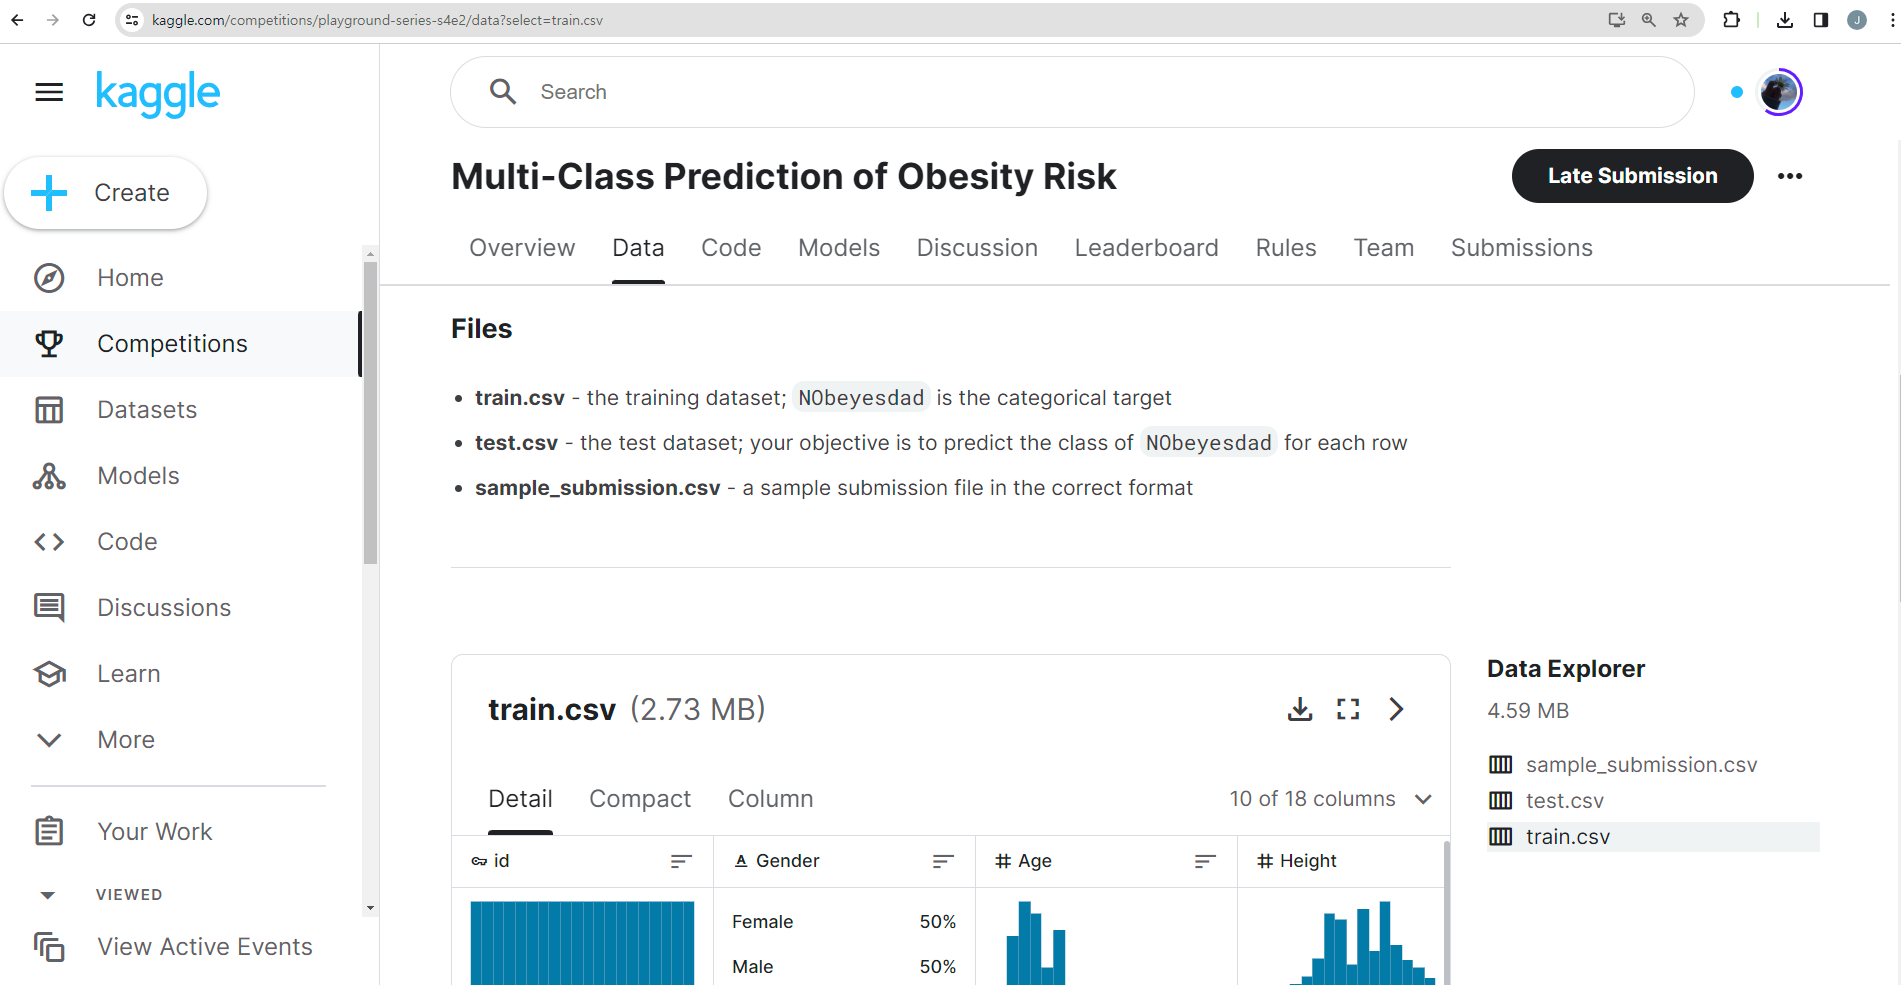 kaggle.com/competitions/playground-series-s4e2/data?select=train.csv
J
kaggle
Search
Create
Home
Competitions
Datasets
Models
Code
Discussions
Learn
More
Your Work
VIEWED
View Active Events
Multi-Class Prediction of Obesity Risk
Late Submission
Overview Data Code Models Discussion Leaderboard Rules Team Submissions
Files
• train.csv - the training dataset; NObeyesdad is the categorical target
• test.csv - the test dataset; your objective is to predict the class of NObeyesdad for each row
• sample_submission.csv - a sample submission file in the correct format
train.csv (2.73 MB)
Detail Compact Column 10 of 18 columns
id A Gender # Age # Height
Female 50%
Male 50%
Data Explorer
4.59 MB
sample_submission.csv
test.csv
train.csv